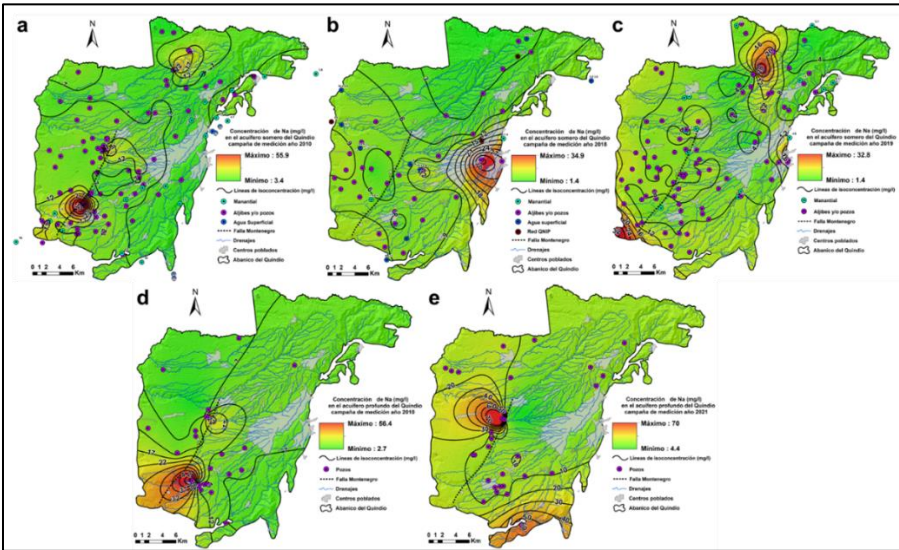 a
N
Concentración de Na (mg/l)
en el acuífero somero del Quindío
campaña de medición año 2010
Máximo : 55.9
Mínimo : 3.4
Líneas de isoconcentración (mg/l)
Manantial
Aljibes y/o pozos
Agua Superficial
Falla Montenegro
Drenajes
Centros poblados
Abanico del Quindío
0 1 2 4 6
Km
b
N
Concentración de Na (mg/l)
en el acuífero somero del Quindío
campaña de medición año 2018
Máximo : 34.9
Mínimo : 1.4
Líneas de isoconcentración (mg/l)
Manantial
Aljibes y/o pozos
Agua superficial
Falla Montenegro
Drenajes
Centros poblados
Abanico del Quindío
0 1 2 4 6
Km
c
N
Concentración de Na (mg/l)
en el acuífero somero del Quindío
campaña de medición año 2019
Máximo : 32.8
Mínimo : 1.4
Líneas de isoconcentración (mg/l)
Manantial
Aljibes y/o pozos
Falla Montenegro
Drenajes
Centros poblados
Abanico del Quindío
0 1 2 4 6
Km
d
N
Concentración de Na (mg/l)
en el acuífero profundo del Quindío
campaña de medición año 2019
Máximo : 56.4
Mínimo : 2.7
Líneas de isoconcentración (mg/l)
Pozos
Falla Montenegro
Drenajes
Centros poblados
Abanico del Quindío
0 1 2 4 6
Km
e
N
Concentración de Na (mg/l)
en el acuífero profundo del Quindío
campaña de medición año 2021
Máximo : 70
Mínimo : 4.4
Líneas de isoconcentración (mg/l)
Pozos
Falla Montenegro
Drenajes
Centros poblados
Abanico del Quindío
0 1 2 4 6
Km